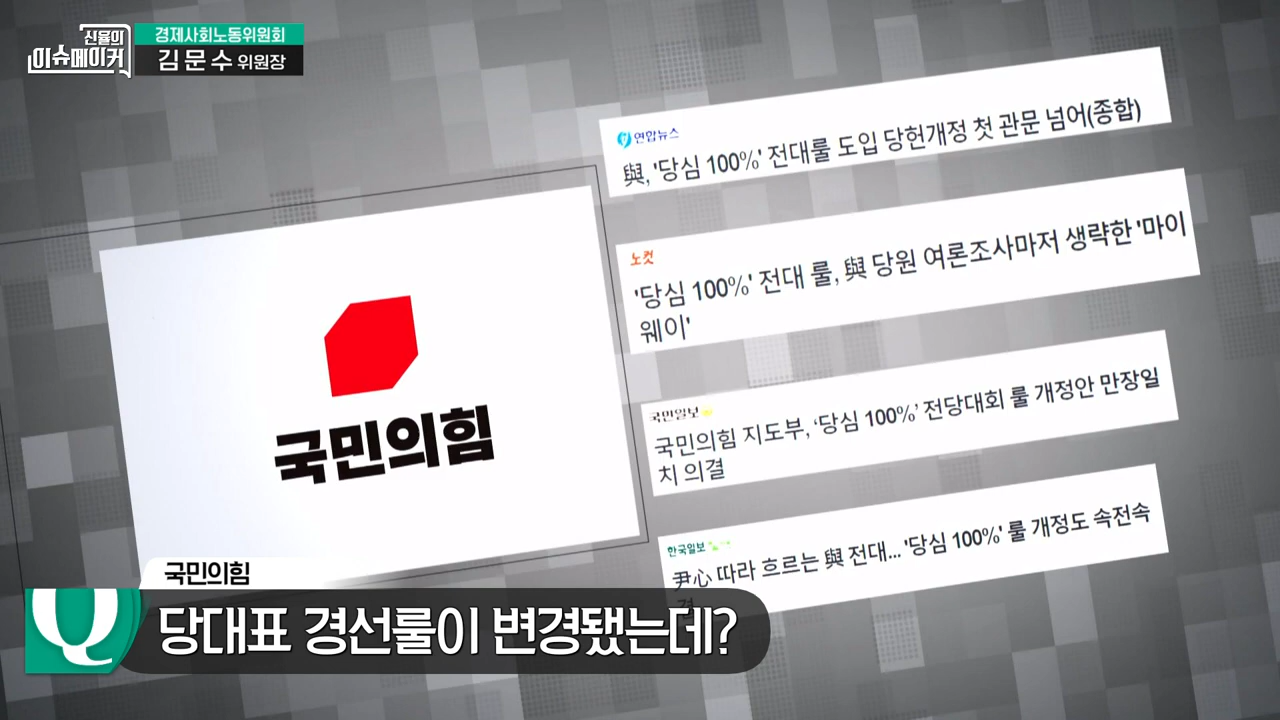 신율의
이슈메이커
경제사회노동위원회
김문수 위원장
연합뉴스
與, '당심 100%' 전대룰 도입 당헌개정 첫 관문 넘어(종합)
노컷
'당심 100%' 전대 룰, 與 당원 여론조사마저 생략한 '마이
웨이'
국민일보
국민의힘 지도부, ‘당심 100%’ 전당대회 룰 개정안 만장일
치 의결
한국일보
尹心 따라 흐르는 與 전대... '당심 100%' 룰 개정도 속전속
결
국민의힘
국민의힘
Q
당대표 경선룰이 변경됐는데?